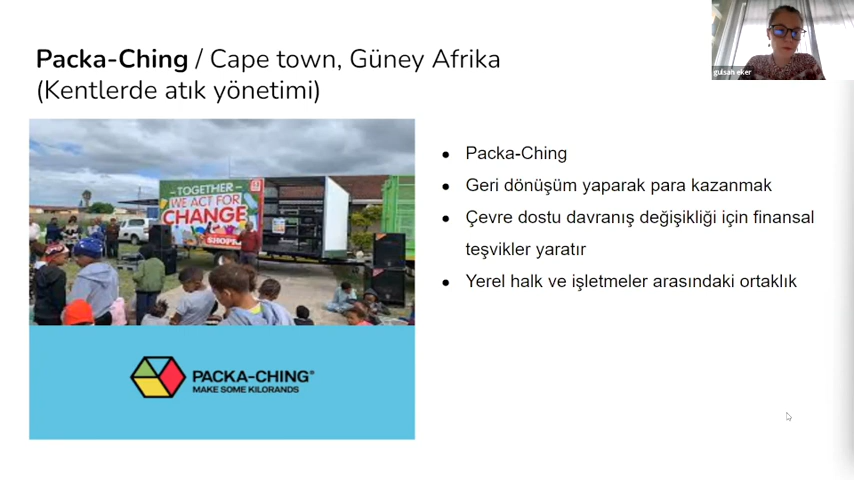 Packa-Ching / Cape town, Güney Afrika
(Kentlerde atık yönetimi)
gulsah eker
TOGETHER
WE ACT FOR
CHANGE
SHOPR
● Packa-Ching
● Geri dönüşüm yaparak para kazanmak
● Çevre dostu davranış değişikliği için finansal
teşvikler yaratır
● Yerel halk ve işletmeler arasındaki ortaklık
PACKA-CHING®
MAKE SOME KILORANDS